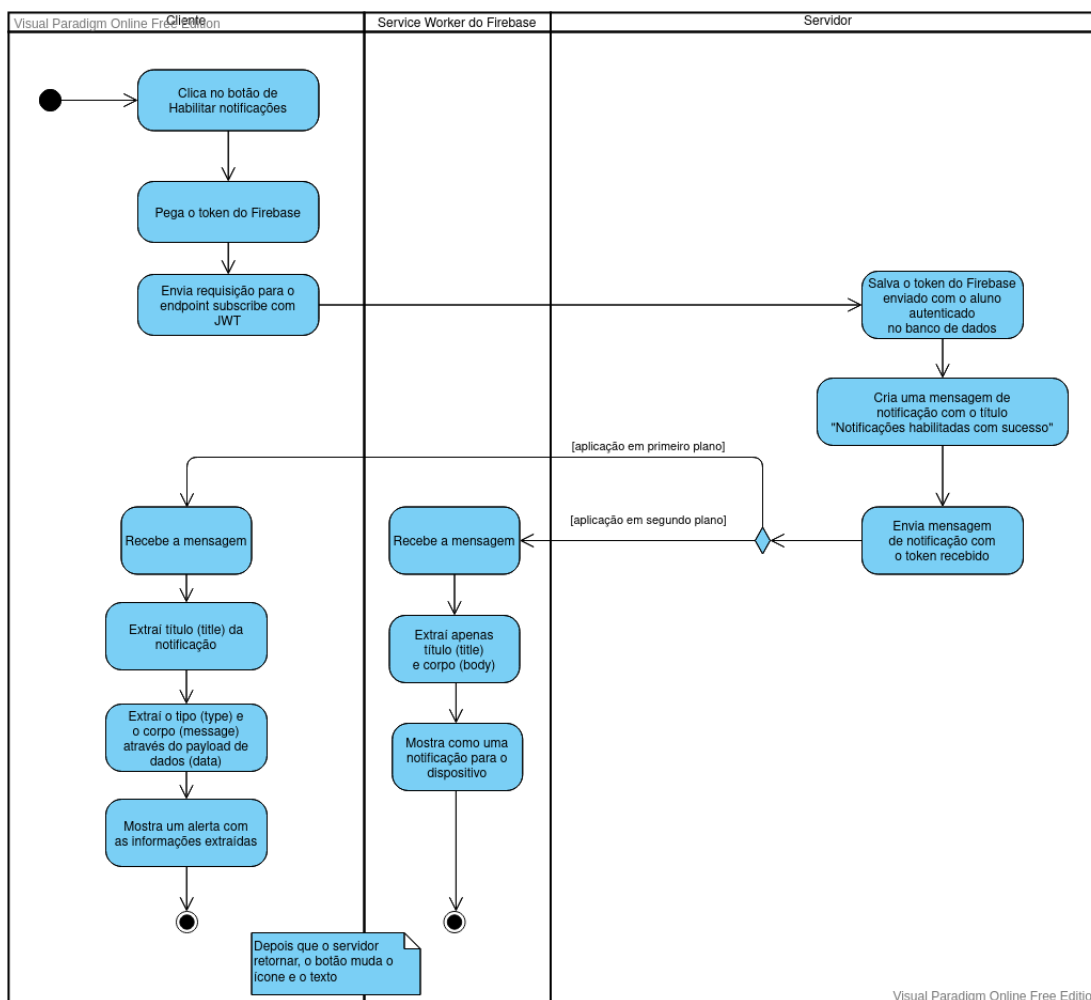 Visual Paradigm Online Free Edition
Cliente
Service Worker do Firebase
Servidor
Clica no botão de
Habilitar notificações
Pega o token do Firebase
Envia requisição para o
endpoint subscribe com
JWT
Salva o token do Firebase
enviado com o aluno
autenticado
no banco de dados
Cria uma mensagem de
notificação com o título
"Notificações habilitadas com sucesso"
Envia mensagem
de notificação com
o token recebido
[aplicação em primeiro plano]
[aplicação em segundo plano]
Recebe a mensagem
Extraí título (title) da
notificação
Extraí o tipo (type) e
o corpo (message)
através do payload de
dados (data)
Mostra um alerta com
as informações extraídas
Recebe a mensagem
Extraí apenas
título (title)
e corpo (body)
Mostra como uma
notificação para o
dispositivo
Depois que o servidor
retornar, o botão muda o
ícone e o texto
Visual Paradigm Online Free Edition